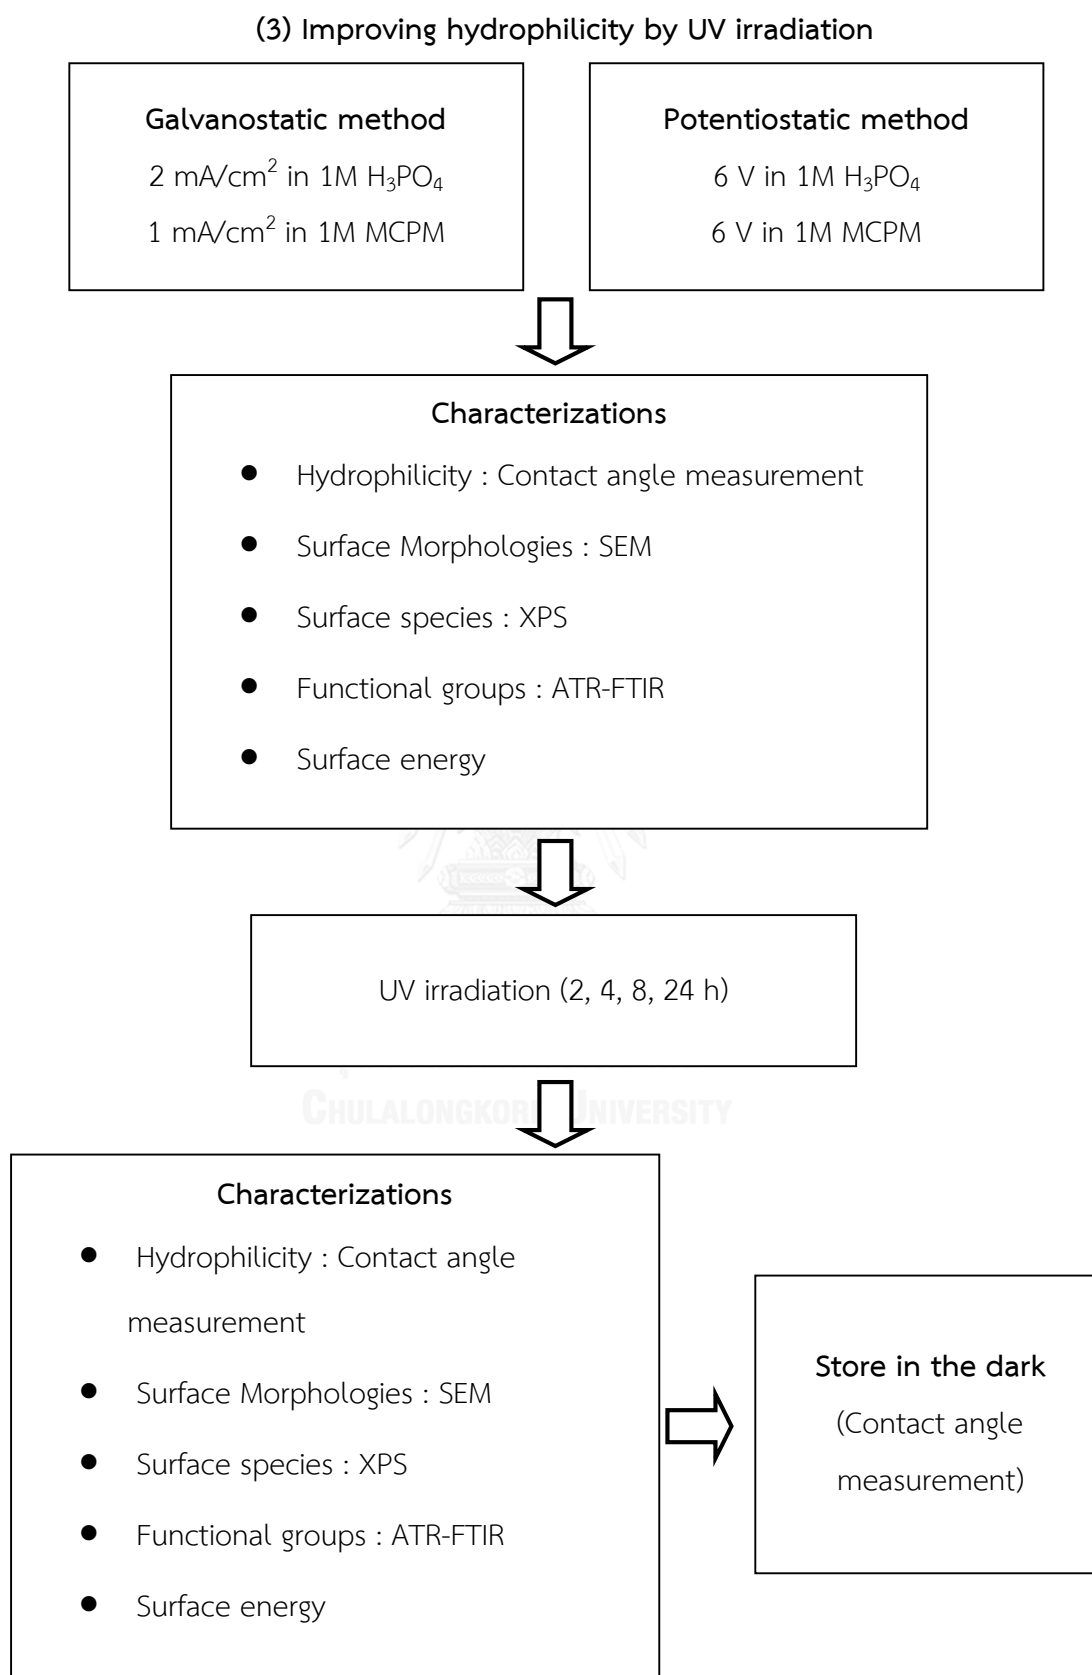 (3) Improving hydrophilicity by UV irradiation
Galvanostatic method
2 mA/cm² in 1M H₃PO₄
1 mA/cm² in 1M MCPM
Potentiostatic method
6 V in 1M H₃PO₄
6 V in 1M MCPM
Characterizations
● Hydrophilicity : Contact angle measurement
● Surface Morphologies : SEM
● Surface species : XPS
● Functional groups : ATR-FTIR
● Surface energy
UV irradiation (2, 4, 8, 24 h)
CHULALONGKORN UNIVERSITY
Characterizations
● Hydrophilicity : Contact angle
measurement
● Surface Morphologies : SEM
● Surface species : XPS
● Functional groups : ATR-FTIR
● Surface energy
Store in the dark
(Contact angle
measurement)